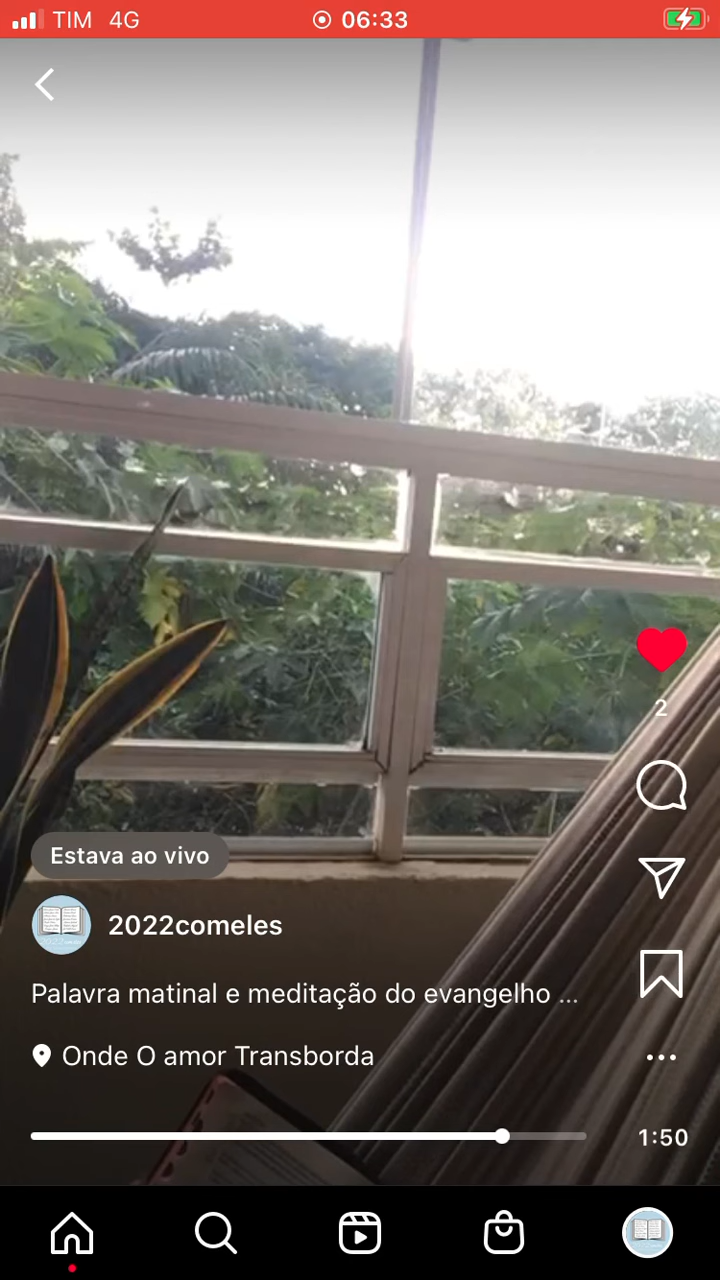 TIM 4G 06:33
Estava ao vivo
2022comeles
Palavra matinal e meditação do evangelho ...
Onde O amor Transborda
1:50
2